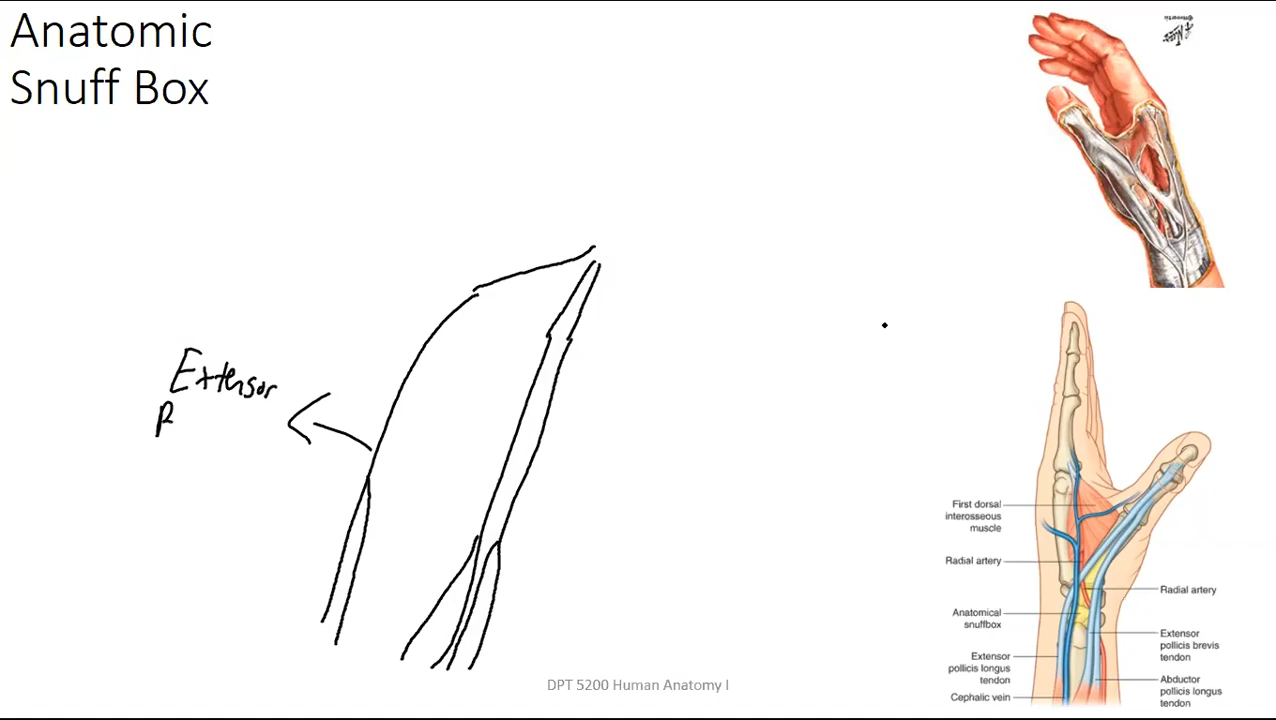 Anatomic
Snuff Box
Extensor
P
First dorsal
interosseous
muscle
Radial artery
Anatomical
snuffbox
Extensor
pollicis longus
tendon
Cephalic vein
Radial artery
Extensor
pollicis brevis
tendon
Abductor
pollicis longus
tendon
DPT 5200 Human Anatomy I